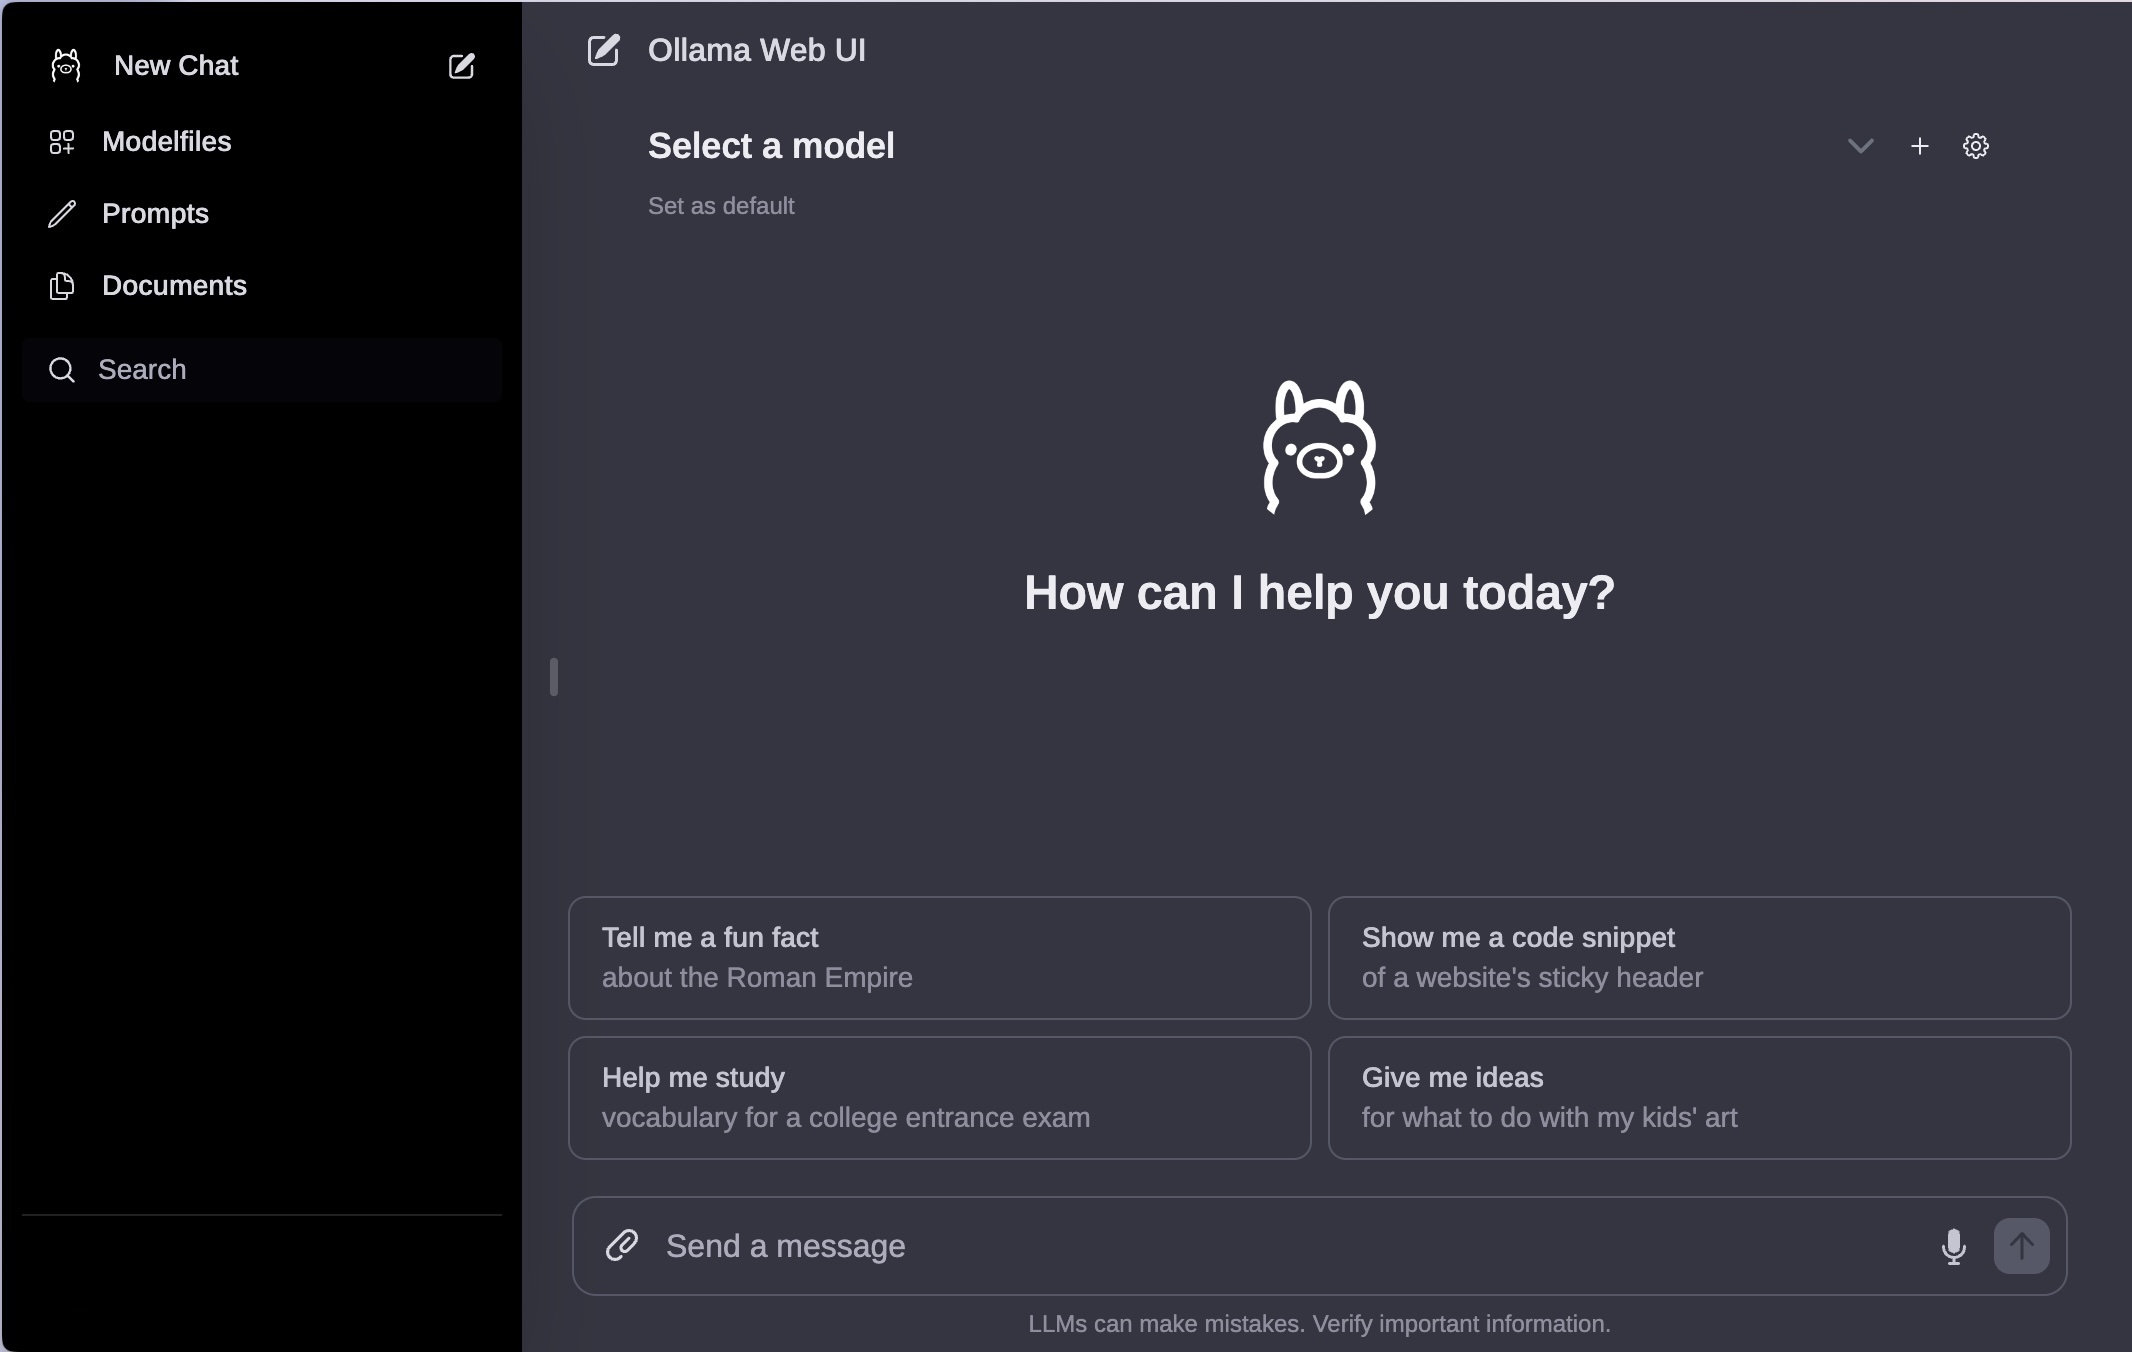 New Chat
Modelfiles
Prompts
Documents
Search
Ollama Web UI
Select a model
Set as default
How can I help you today?
Tell me a fun fact
about the Roman Empire
Show me a code snippet
of a website's sticky header
Help me study
vocabulary for a college entrance exam
Give me ideas
for what to do with my kids' art
Send a message
LLMs can make mistakes. Verify important information.